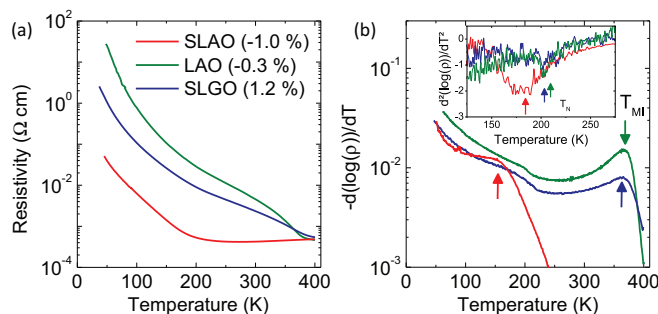 (a)
Resistivity (Ω cm)
10²
10⁰
10⁻²
10⁻⁴
SLAO (-1.0 %)
LAO (-0.3 %)
SLGO (1.2 %)
0 100 200 300 400
Temperature (K)
(b)
-d(log(ρ))/dT
10⁻¹
10⁻²
10⁻³
d²(log(ρ))/dT²
0
-1
-2
-3
T_N
150 200 250
Temperature (K)
T_MI
0 100 200 300 400
Temperature (K)